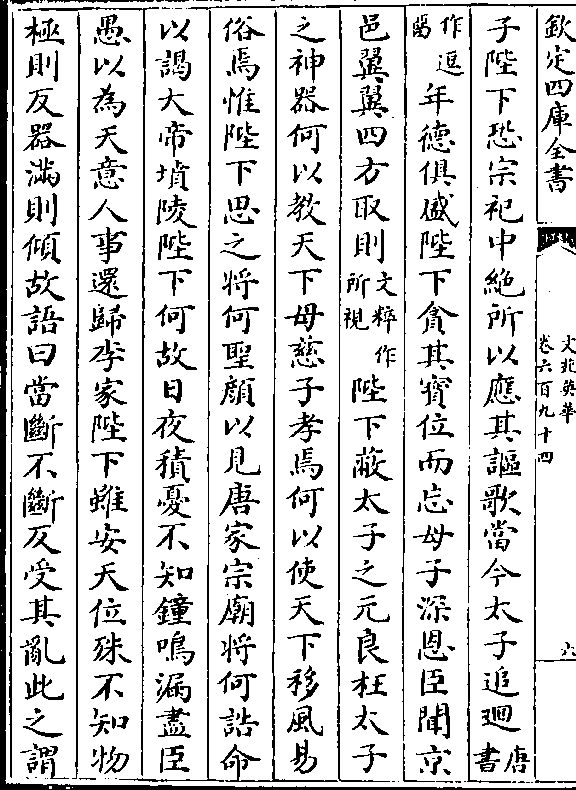 欽定四庫全書
文苑英華
卷六百九十四
六
子陛下恐宗祀中絶所以應其謳歌當今太子追廻唐書
作逗留年德俱盛陛下貪其寳位而忘母子深恩臣聞京
邑翼翼四方取則文粹作所視陛下蔽太子之元良枉太子
之神器何以教天下母慈子孝焉何以使天下移風易
俗焉惟陛下思之將何聖顔以見唐家宗廟將何誥命
以謁大帝墳陵陛下何故日夜積憂不知鐘鳴漏盡臣
愚以為天意人事還歸李家陛下雖安天位殊不知物
極則反器滿則傾故語曰當斷不斷反受其亂此之謂